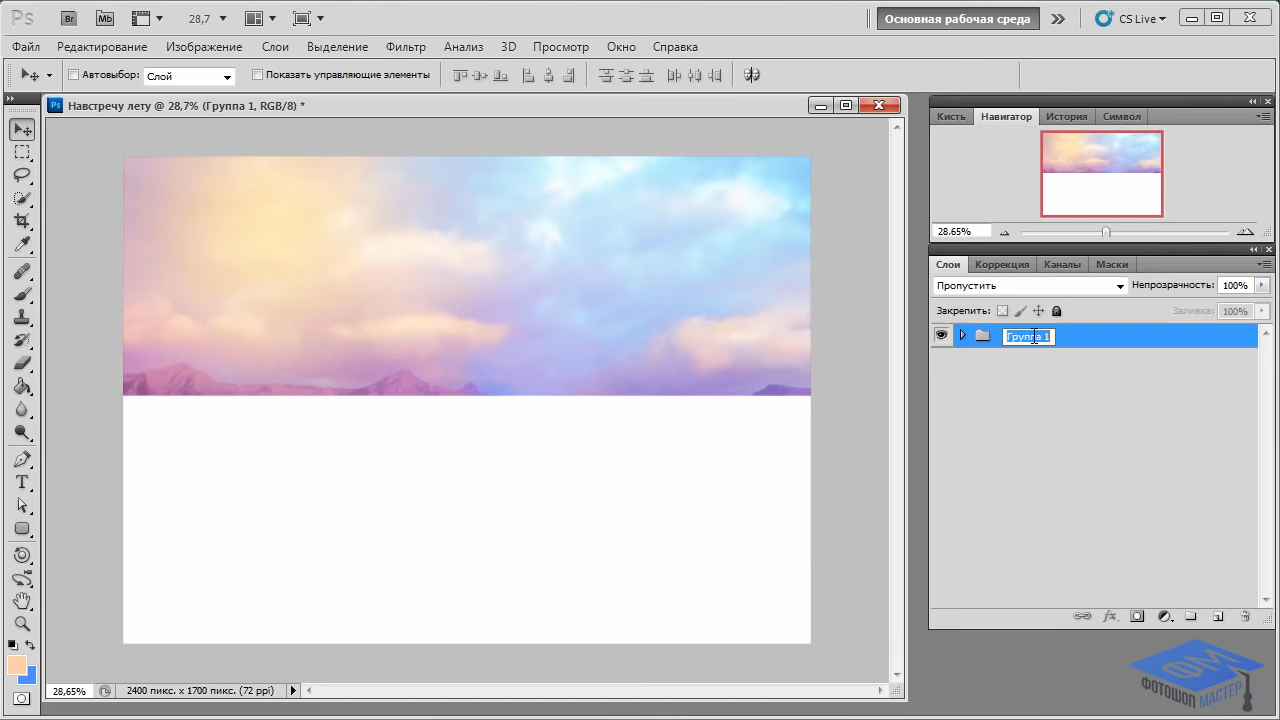 Ps Br Mb 28,7 Основная рабочая среда CS Live
Файл Редактирование Изображение Слои Выделение Фильтр Анализ 3D Просмотр Окно Справка
Автовыбор: Слой Показать управляющие элементы
Ps Навстречу лету @ 28,7% (Группа 1, RGB/8) *
Кисть Навигатор История Символ
28.65%
Слои Коррекция Каналы Маски
Пропустить Непрозрачность: 100%
Закрепить: Заливка: 100%
Группа 1
T
fx
28,65% 2400 пикс. x 1700 пикс. (72 ppi)
ФМ
ФОТОШОП МАСТЕР